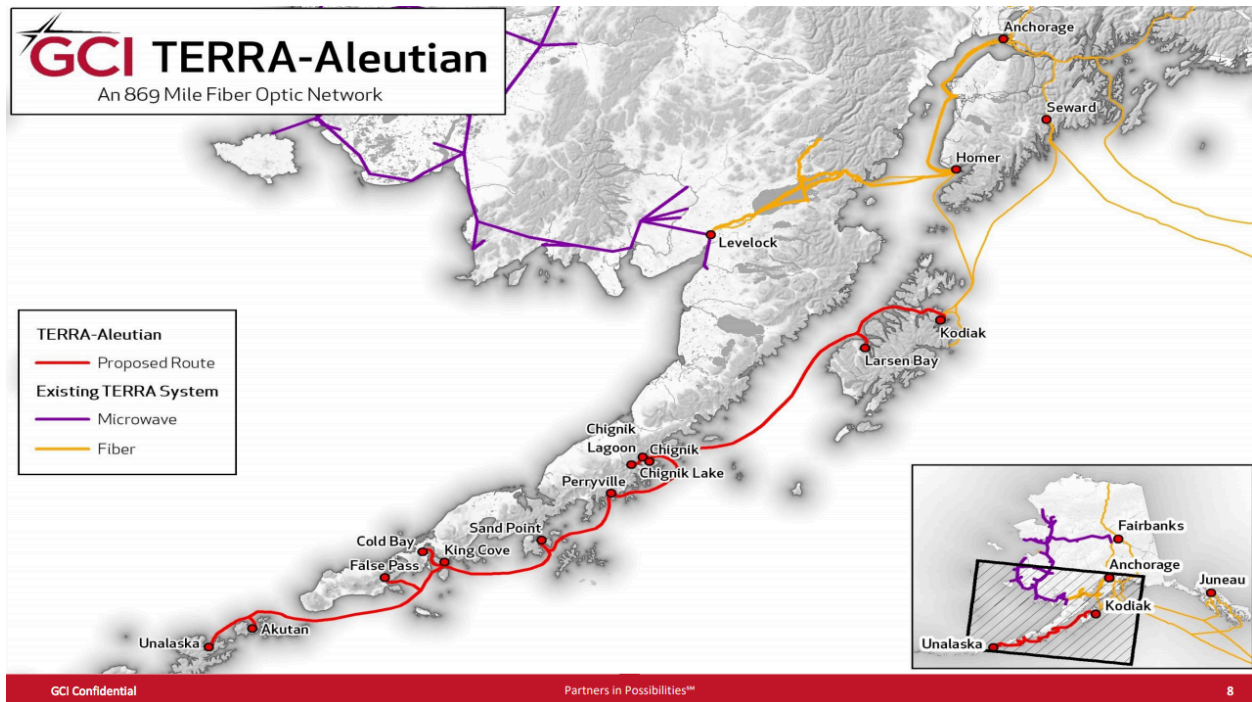 GCI TERRA-Aleutian
An 869 Mile Fiber Optic Network
Anchorage
Seward
Homer
Levelock
Kodiak
Larsen Bay
TERRA-Aleutian
Proposed Route
Existing TERRA System
Microwave
Fiber
Chignik
Lagoon
Chignik
Chignik Lake
Perryville
Sand Point
Cold Bay
King Cove
False Pass
Akutan
Unalaska
Fairbanks
Anchorage
Juneau
Kodiak
Unalaska
GCI Confidential
Partners in Possibilities℠
8